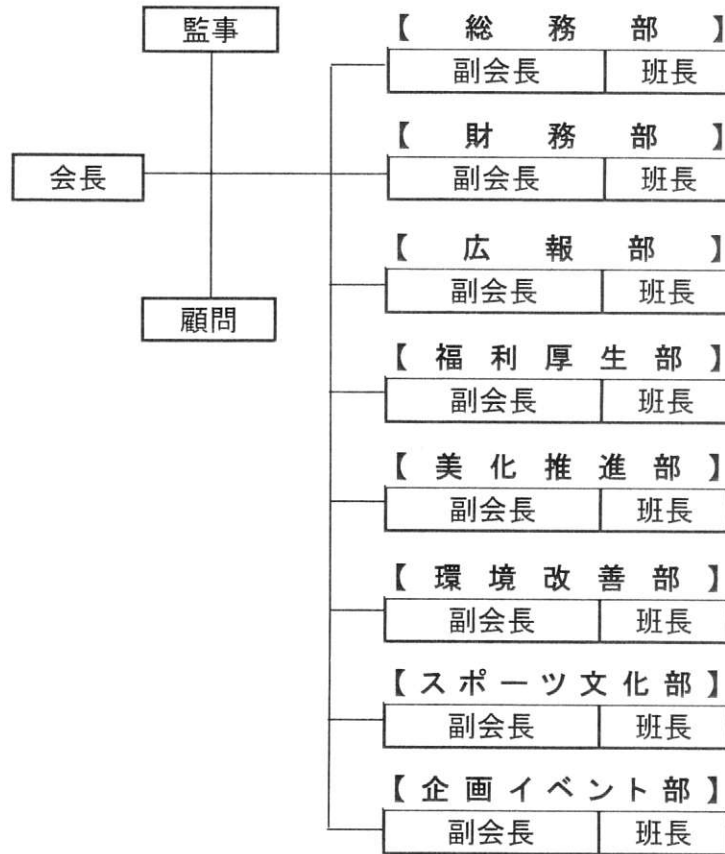 監事
【総務部】
副会長 班長
【財務部】
会長
副会長 班長
【広報部】
副会長 班長
顧問
【福利厚生部】
副会長 班長
【美化推進部】
副会長 班長
【環境改善部】
副会長 班長
【スポーツ文化部】
副会長 班長
【企画イベント部】
副会長 班長